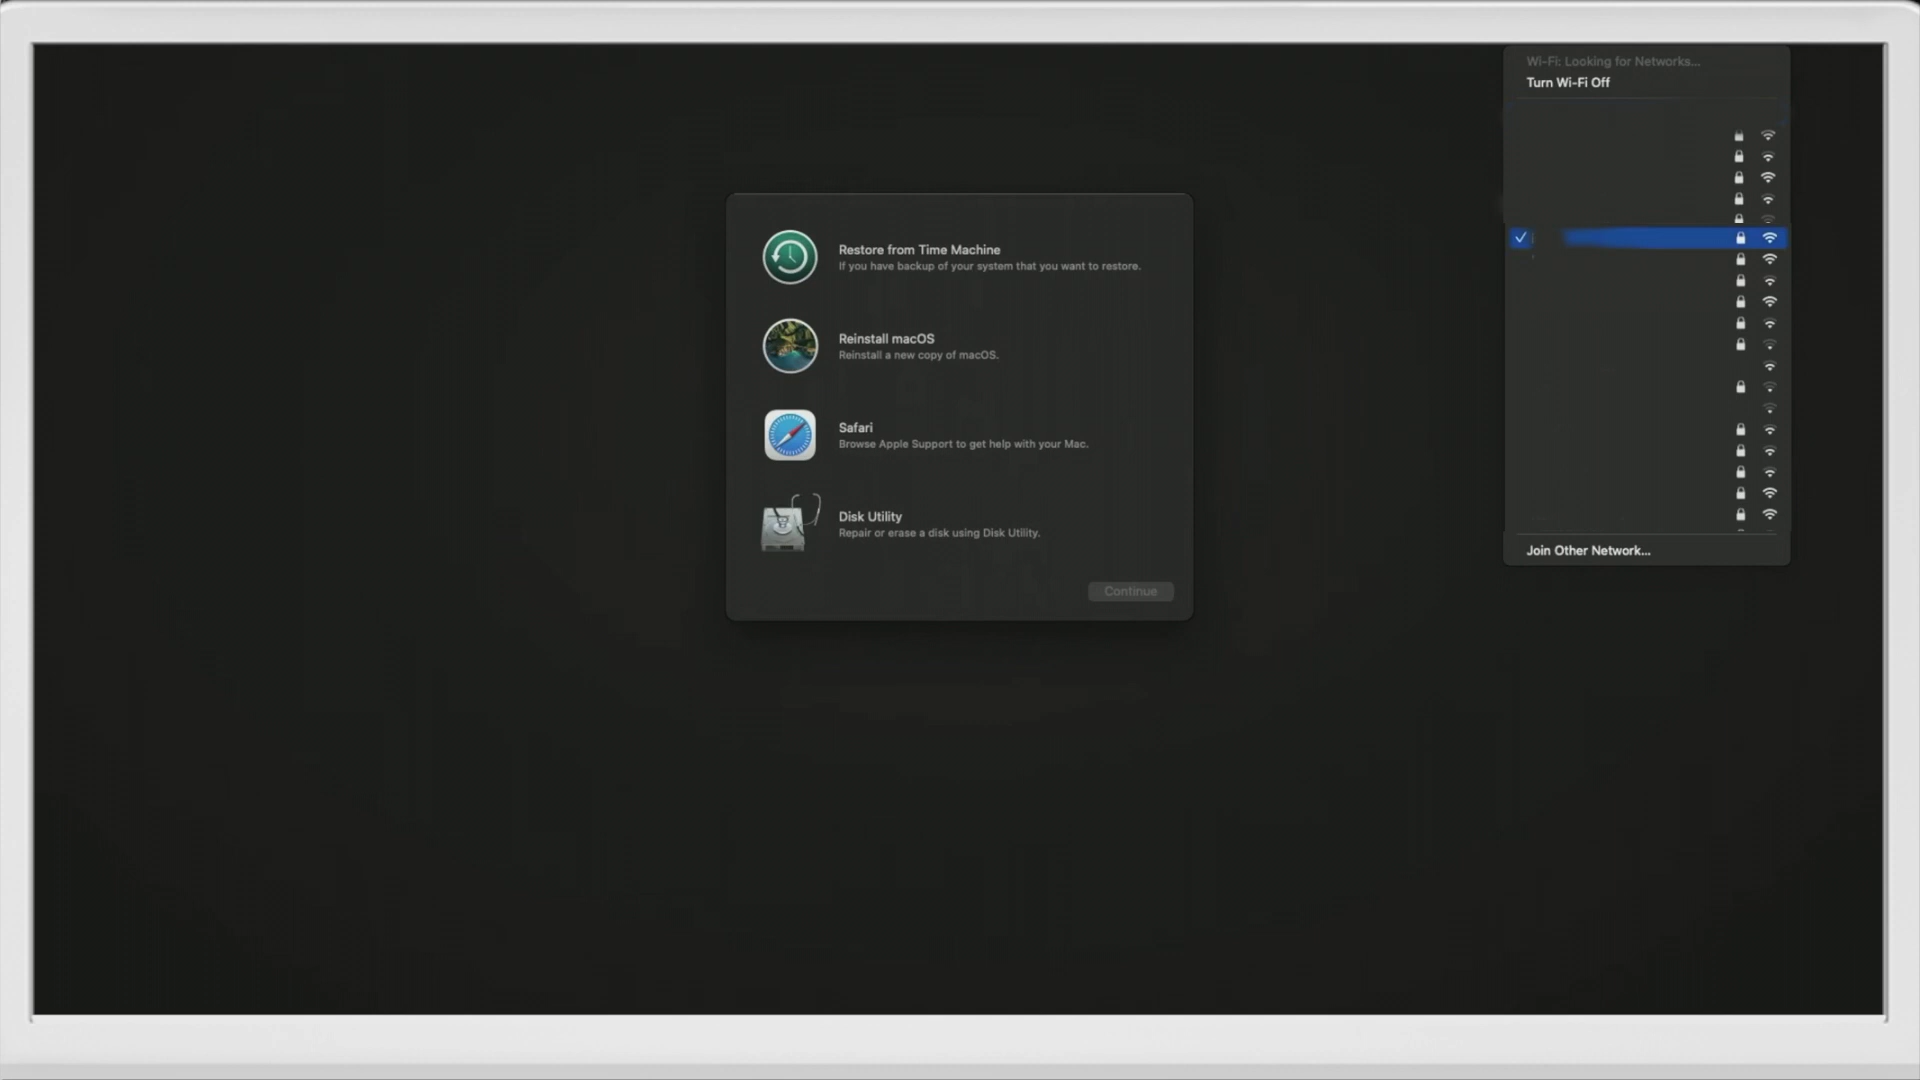 Wi-Fi: Looking for Networks...
Turn Wi-Fi Off
Restore from Time Machine
If you have backup of your system that you want to restore.
Reinstall macOS
Reinstall a new copy of macOS.
Safari
Browse Apple Support to get help with your Mac.
Disk Utility
Repair or erase a disk using Disk Utility.
Continue
Join Other Network...